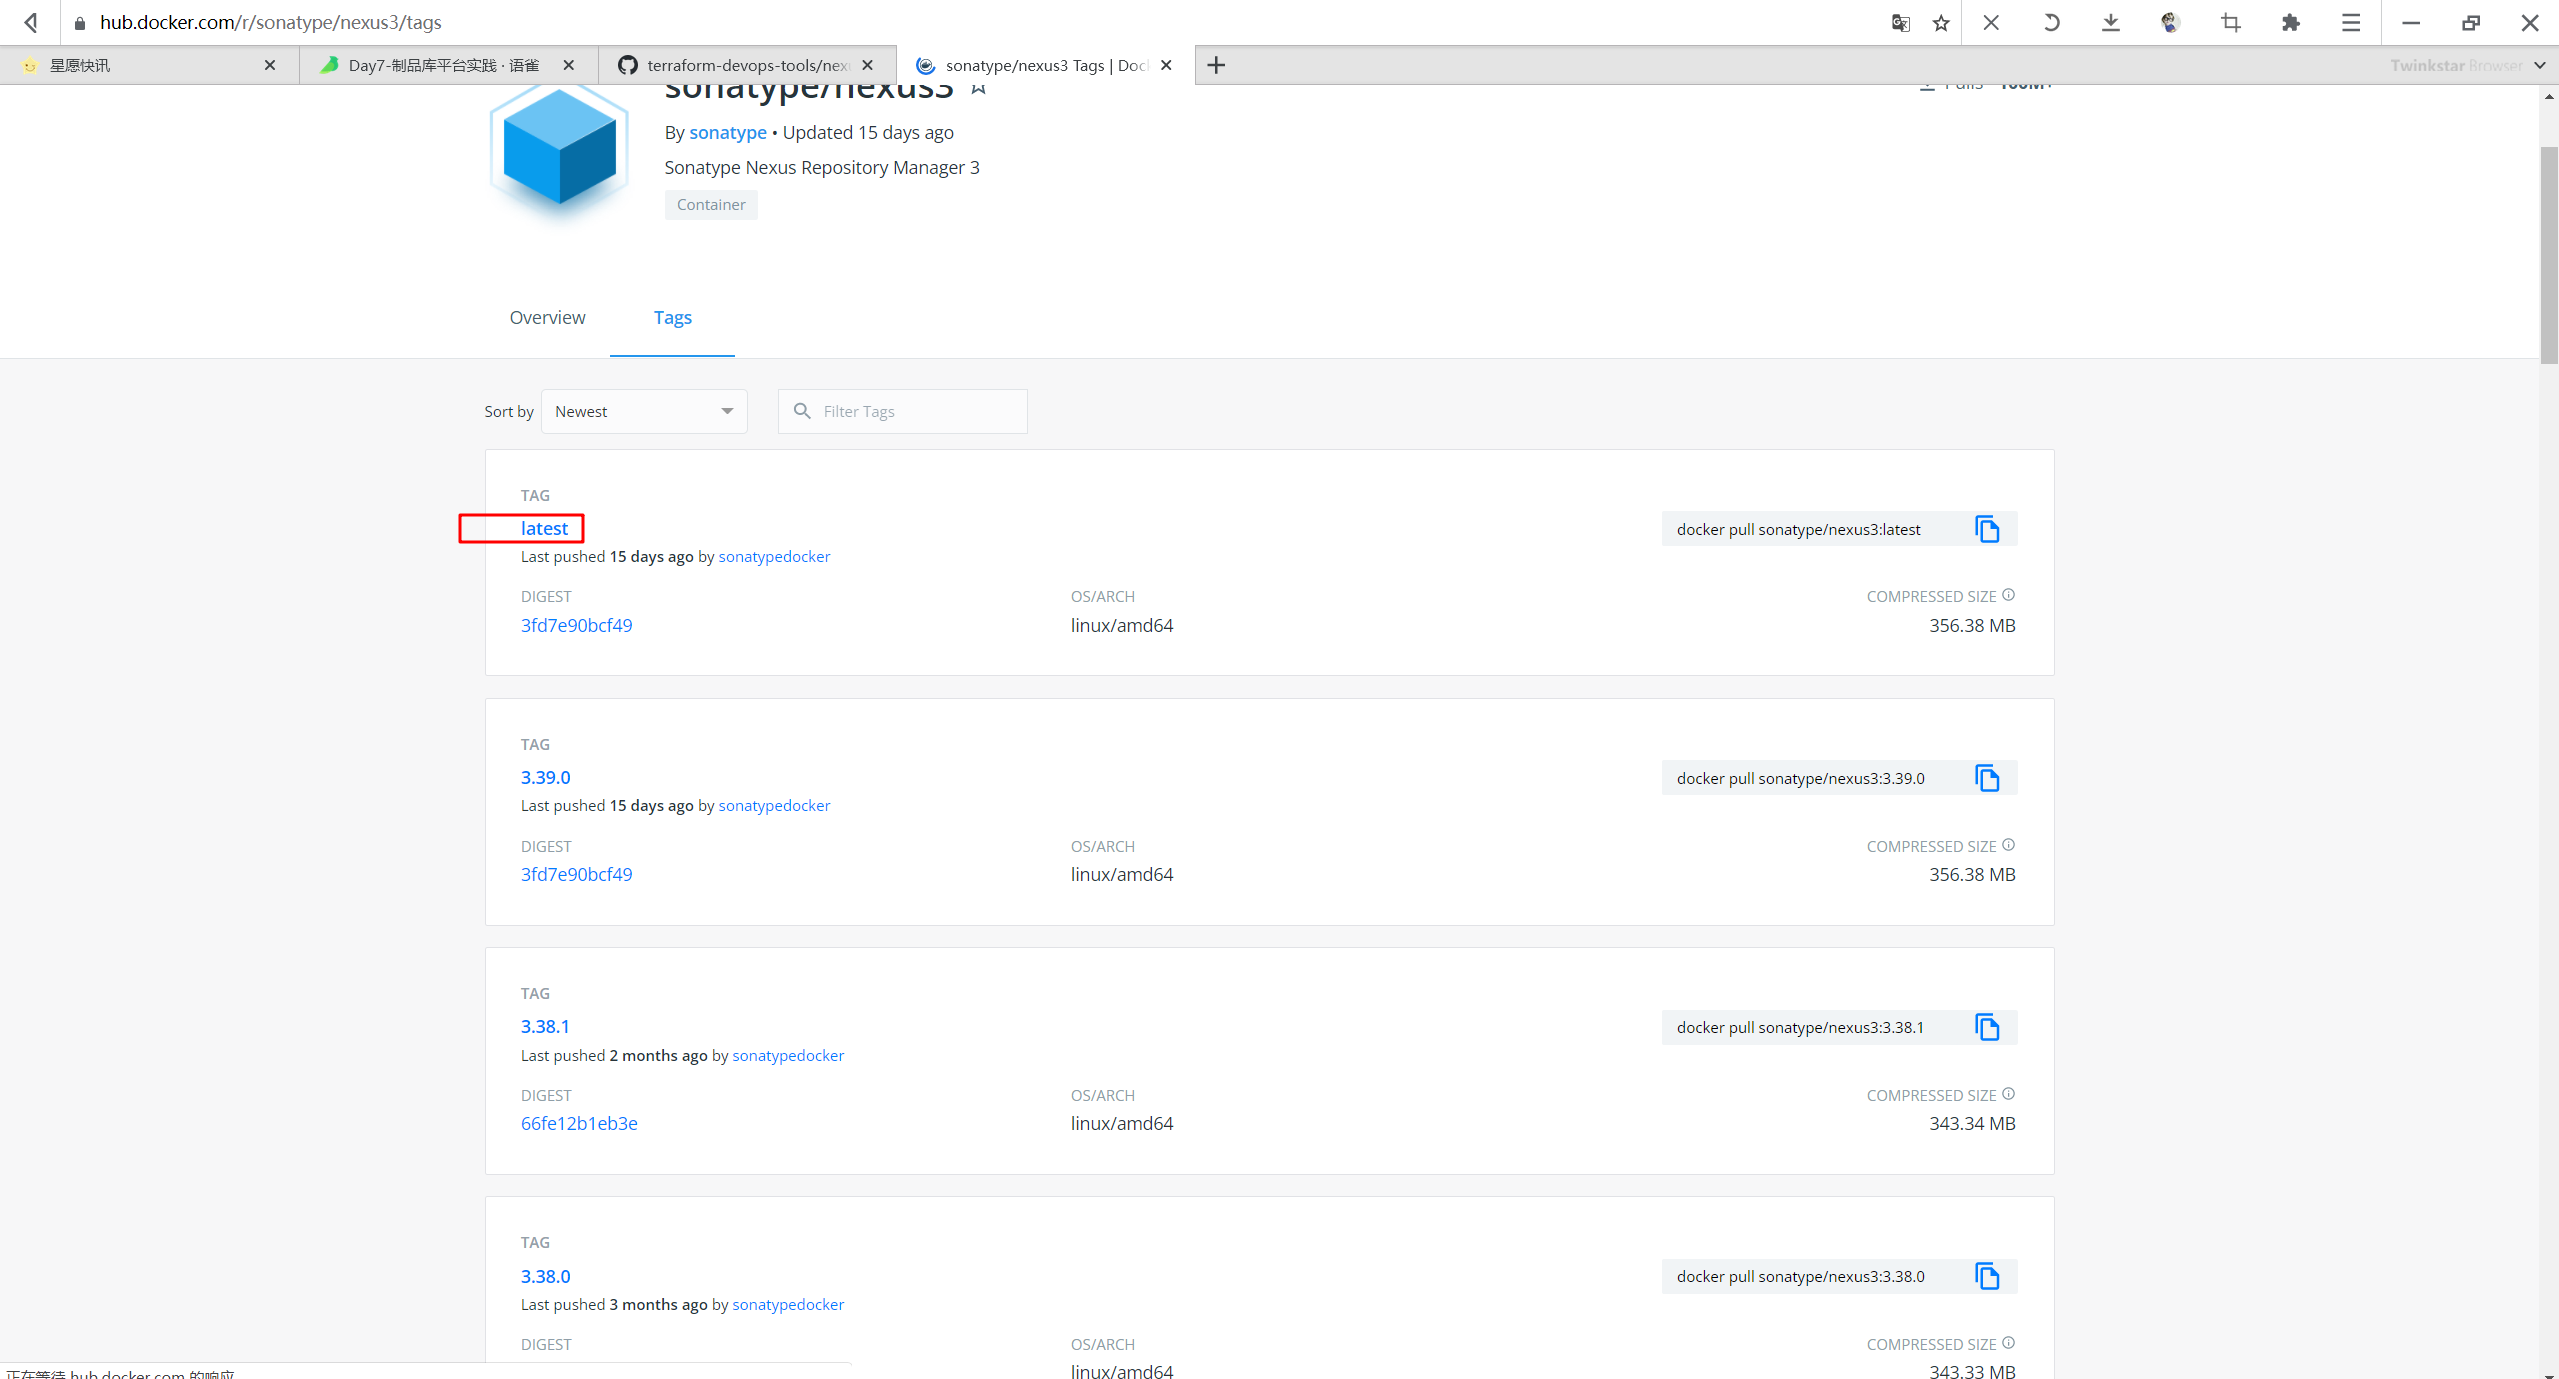 hub.docker.com/r/sonatype/nexus3/tags
星愿快讯
Day7-制品库平台实践 · 语雀
terraform-devops-tools/nexu
sonatype/nexus3 Tags | Doc
Twinkstar Browser
sonatype/nexus3
Pulls 100M+
By sonatype • Updated 15 days ago
Sonatype Nexus Repository Manager 3
Container
Overview
Tags
Sort by
Newest
Filter Tags
TAG
latest
docker pull sonatype/nexus3:latest
Last pushed 15 days ago by sonatypedocker
DIGEST
OS/ARCH
COMPRESSED SIZE
3fd7e90bcf49
linux/amd64
356.38 MB
TAG
3.39.0
docker pull sonatype/nexus3:3.39.0
Last pushed 15 days ago by sonatypedocker
DIGEST
OS/ARCH
COMPRESSED SIZE
3fd7e90bcf49
linux/amd64
356.38 MB
TAG
3.38.1
docker pull sonatype/nexus3:3.38.1
Last pushed 2 months ago by sonatypedocker
DIGEST
OS/ARCH
COMPRESSED SIZE
66fe12b1eb3e
linux/amd64
343.34 MB
TAG
3.38.0
docker pull sonatype/nexus3:3.38.0
Last pushed 3 months ago by sonatypedocker
DIGEST
OS/ARCH
COMPRESSED SIZE
linux/amd64
343.33 MB
正在等待 hub.docker.com 的响应